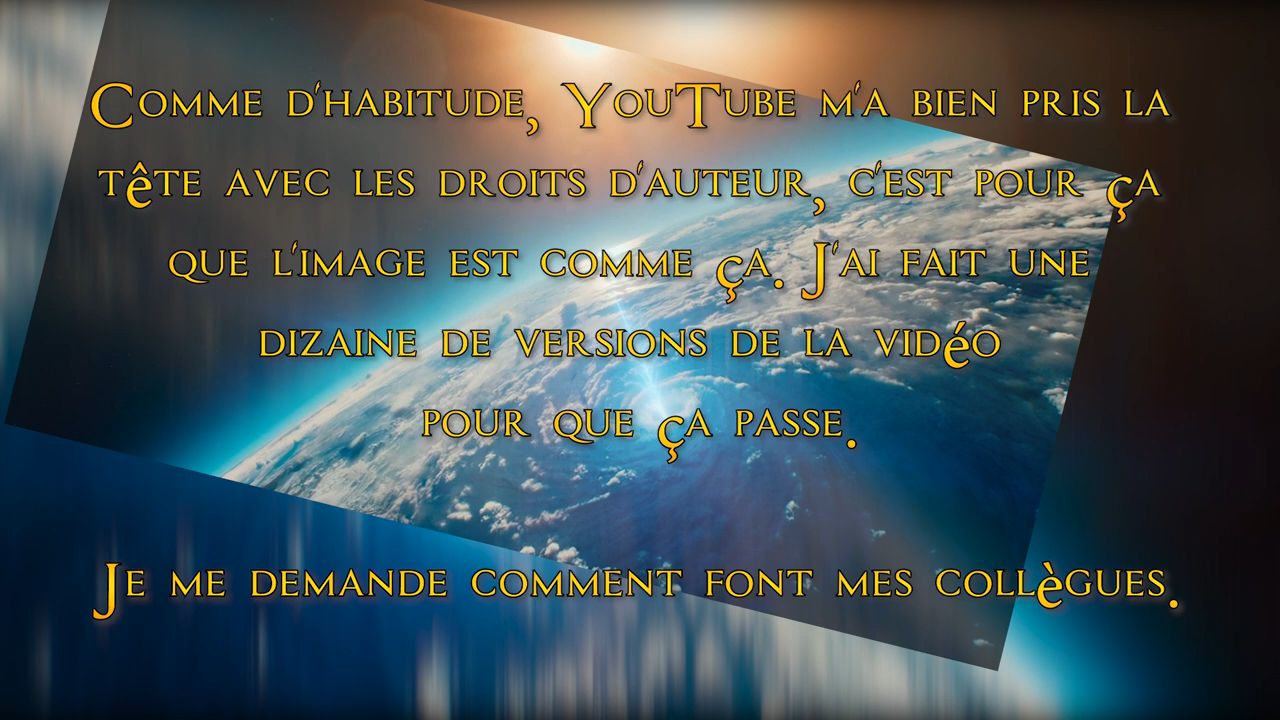 Comme d'habitude, YouTube m'a bien pris la
tête avec les droits d'auteur, c'est pour ça
que l'image est comme ça. J'ai fait une
dizaine de versions de la vidéo
pour que ça passe.
Je me demande comment font mes collègues.